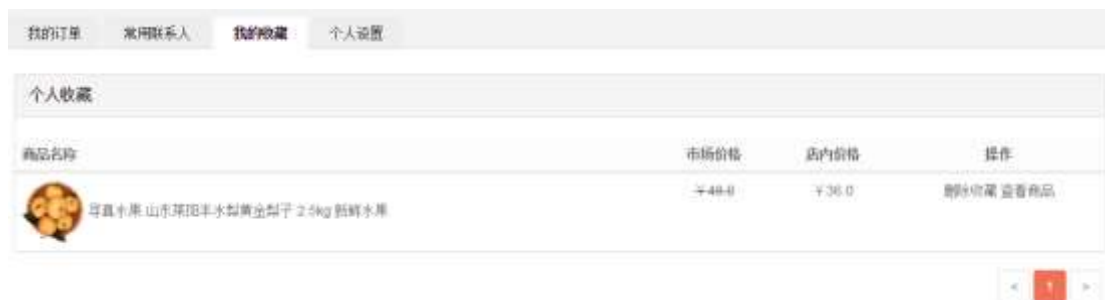 我的订单 常用联系人 我的收藏 个人设置
个人收藏
商品名称 市场价格 店内价格 操作
水果 山东莱阳丰水梨黄金梨子 2.5kg 新鲜水果 ￥36.0 删除收藏 查看商品
< 1 >